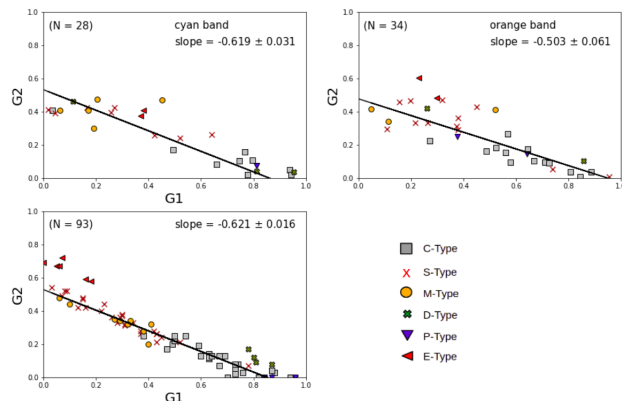 (N = 28) cyan band
slope = -0.619 ± 0.031
G2
1.0
0.8
0.6
0.4
0.2
0.0
0.0 0.2 0.4 0.6 0.8 1.0
G1
(N = 34) orange band
slope = -0.503 ± 0.061
G2
1.0
0.8
0.6
0.4
0.2
0.0
0.0 0.2 0.4 0.6 0.8 1.0
G1
(N = 93) slope = -0.621 ± 0.016
G2
1.0
0.8
0.6
0.4
0.2
0.0
0.0 0.2 0.4 0.6 0.8 1.0
G1
C-Type
S-Type
M-Type
D-Type
P-Type
E-Type